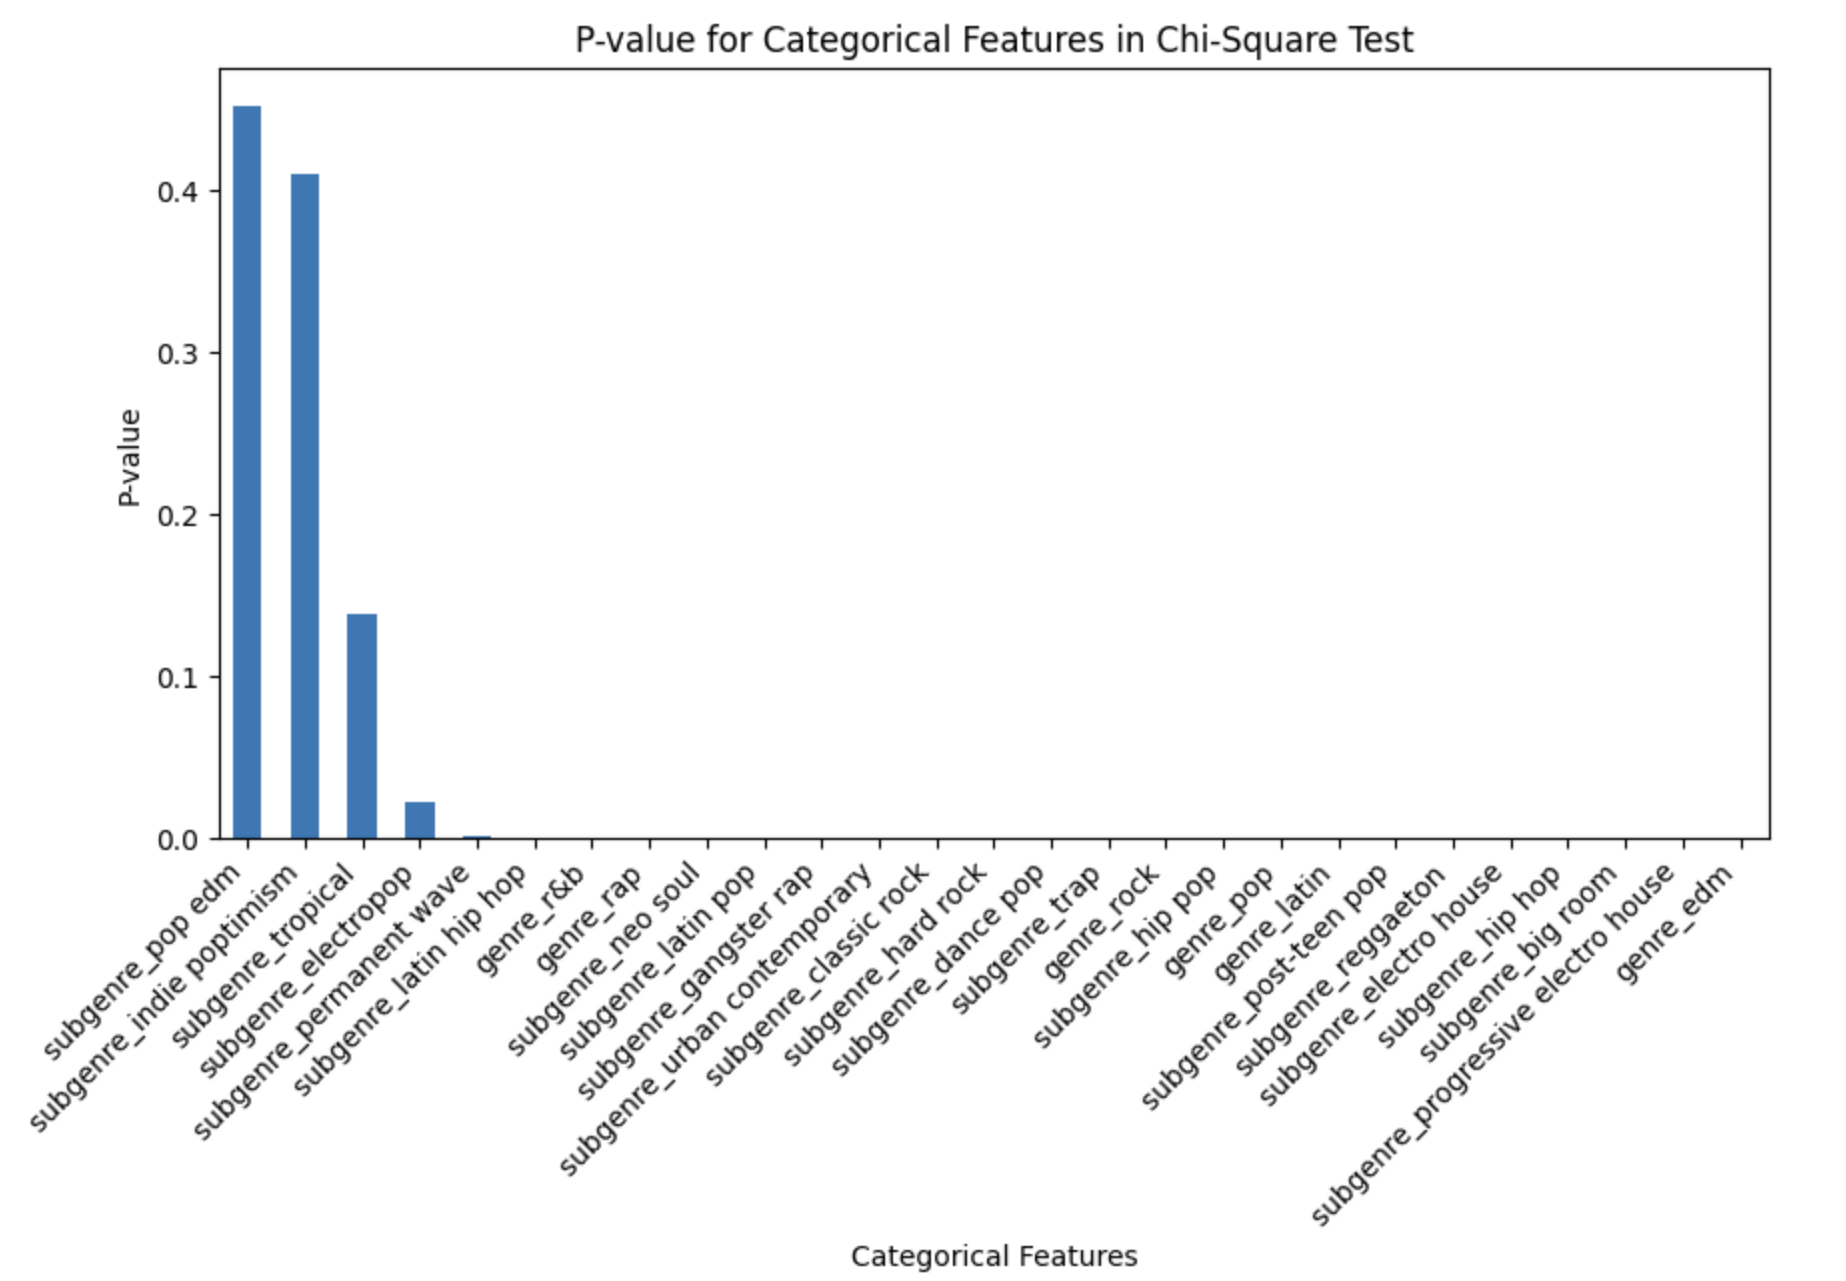 P-value for Categorical Features in Chi-Square Test
P-value
0.4
0.3
0.2
0.1
0.0
subgenre_pop edm
subgenre_indie poptimism
subgenre_tropical
subgenre_electropop
subgenre_permanent wave
subgenre_latin hip hop
genre_r&b
genre_rap
subgenre_neo soul
subgenre_latin pop
subgenre_gangster rap
subgenre_urban contemporary
subgenre_classic rock
subgenre_hard rock
subgenre_dance pop
subgenre_trap
genre_rock
subgenre_hip pop
genre_pop
genre_latin
subgenre_post-teen pop
subgenre_reggaeton
subgenre_electro house
subgenre_hip hop
subgenre_big room
subgenre_progressive electro house
genre_edm
Categorical Features